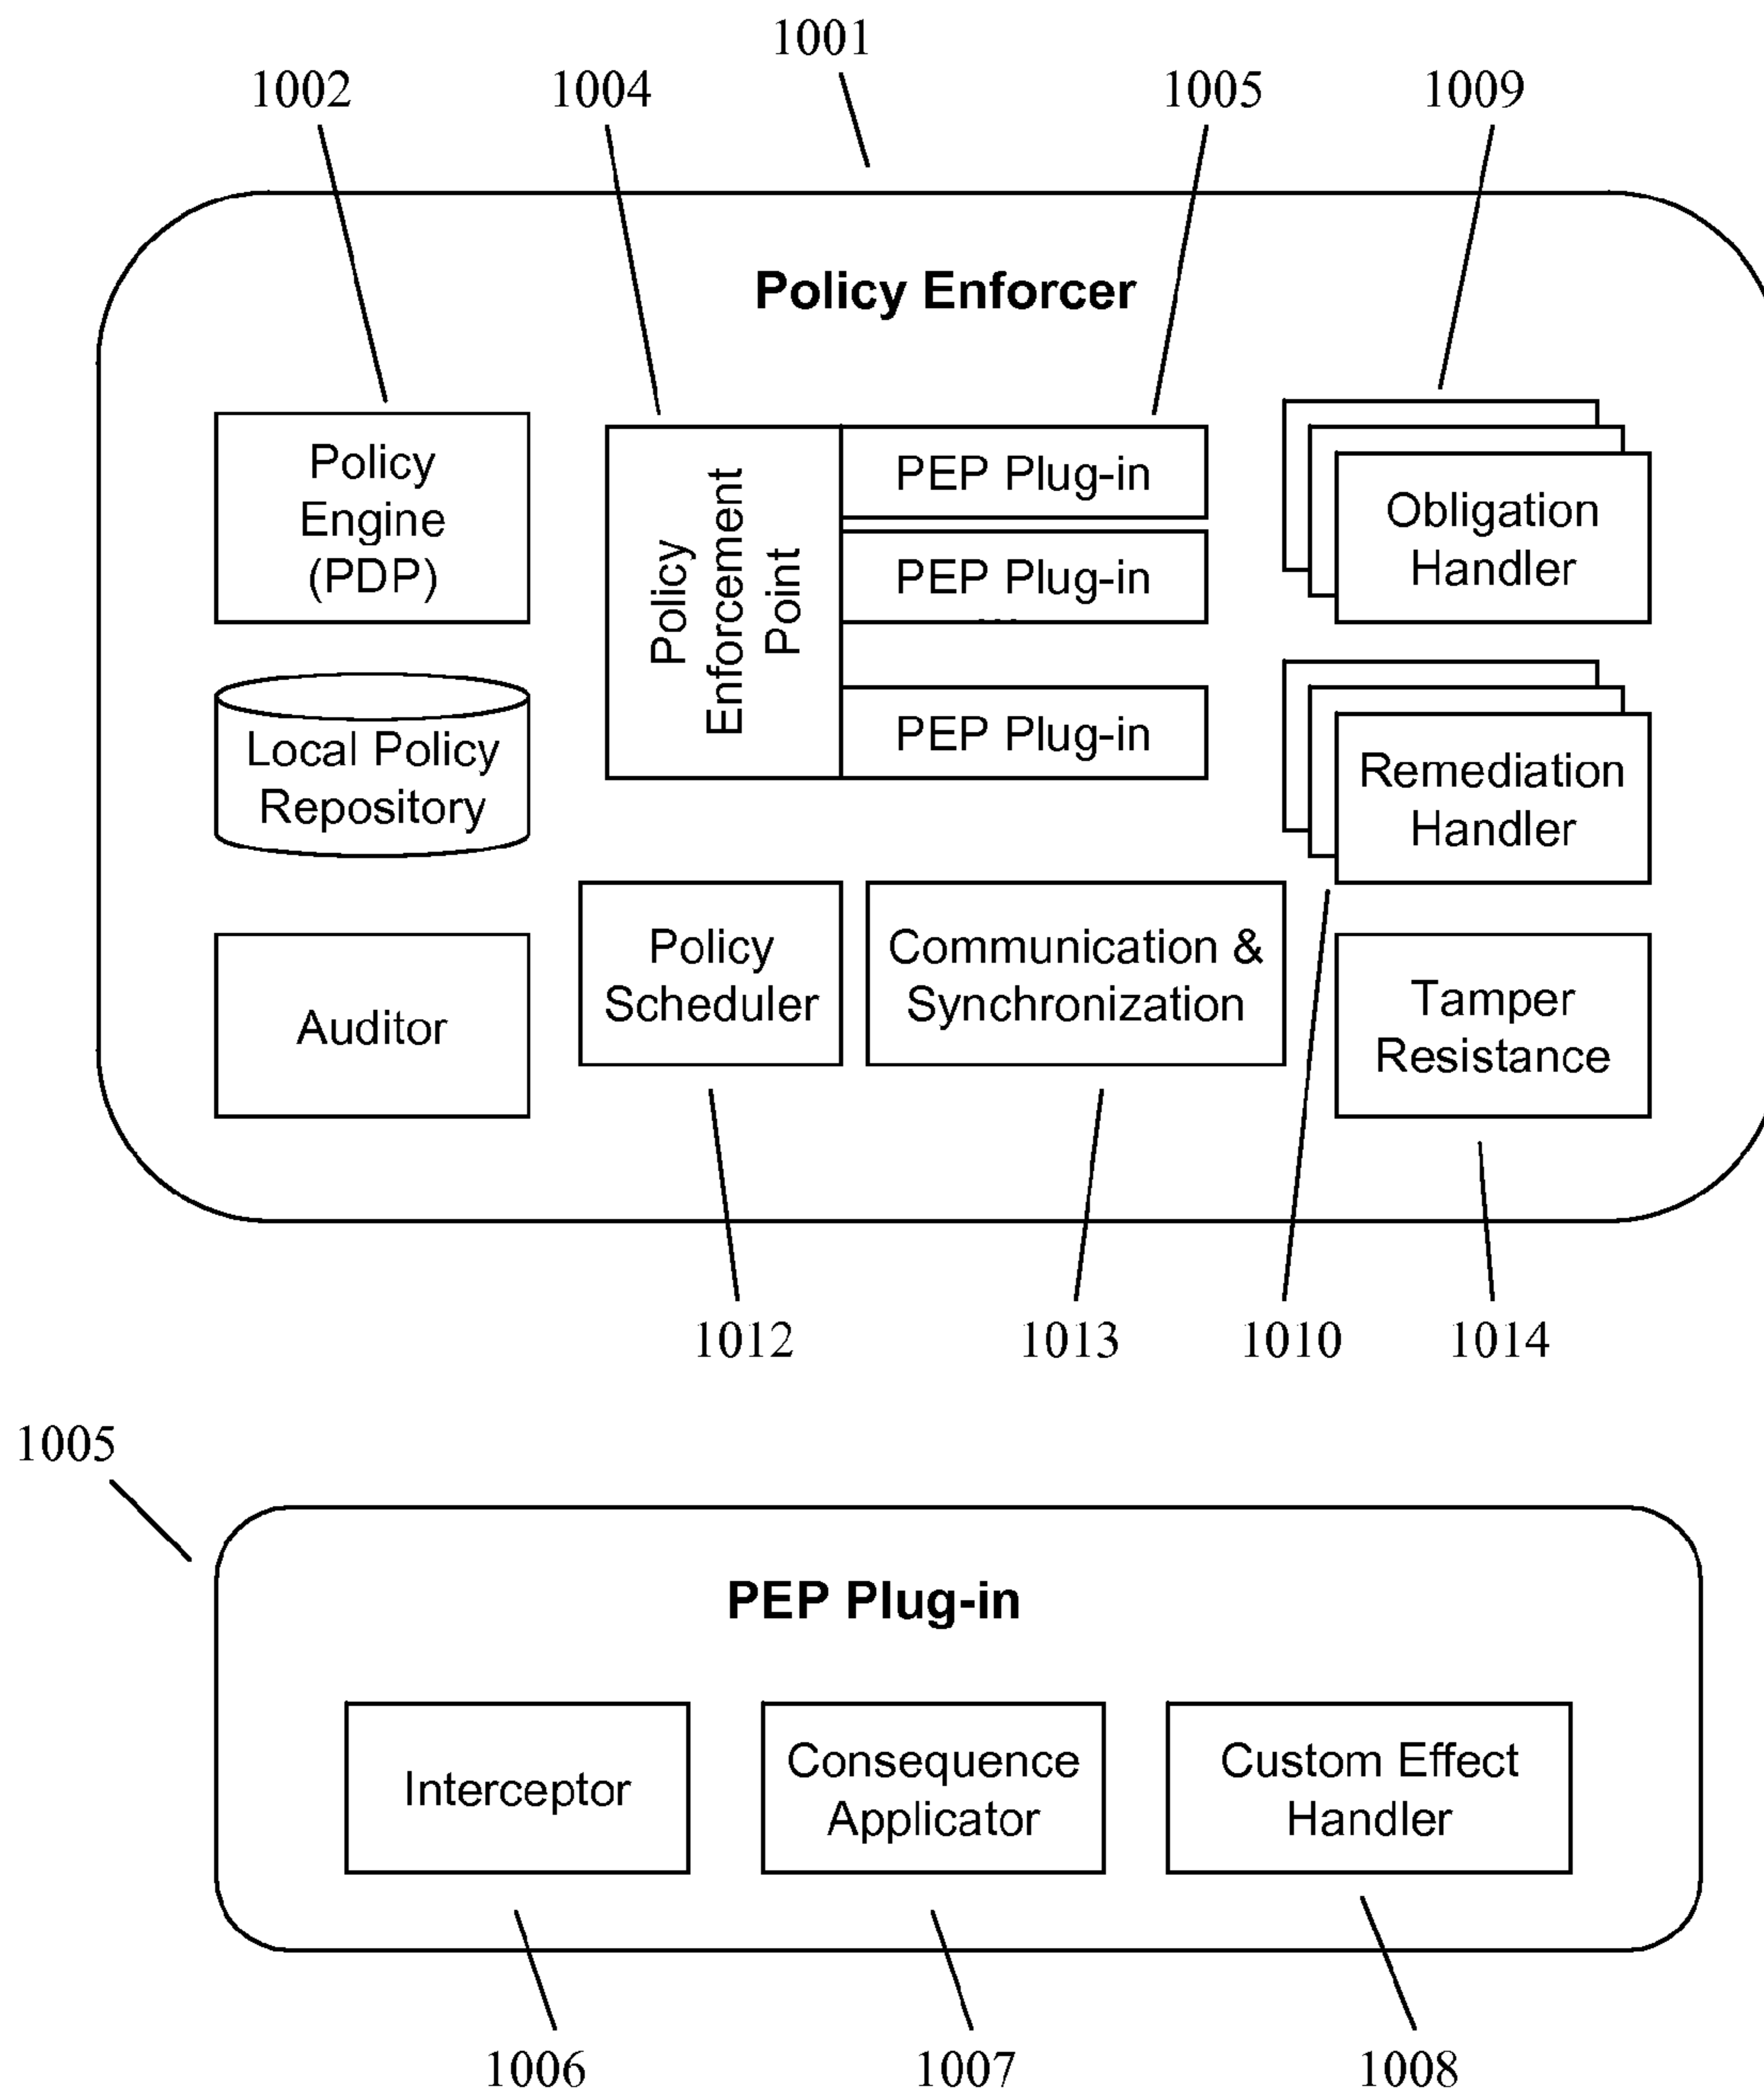 1001
1002
1004
1005
1009
Policy Enforcer
Policy
Engine
(PDP)
Policy
Enforcement
Point
PEP Plug-in
PEP Plug-in
...
PEP Plug-in
Obligation
Handler
Local Policy
Repository
Remediation
Handler
Auditor
Policy
Scheduler
Communication &
Synchronization
Tamper
Resistance
1012
1013
1010
1014
1005
PEP Plug-in
Interceptor
Consequence
Applicator
Custom Effect
Handler
1006
1007
1008